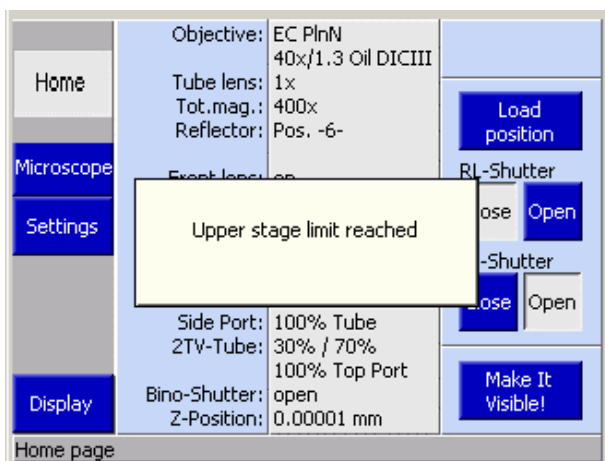 Home
Microscope
Settings
Display
Objective: EC PlnN
40x/1.3 Oil DICIII
Tube lens: 1x
Tot.mag.: 400x
Reflector: Pos. -6-
Upper stage limit reached
Side Port: 100% Tube
2TV-Tube: 30% / 70%
100% Top Port
Bino-Shutter: open
Z-Position: 0.00001 mm
Load
position
RL-Shutter
ose Open
-Shutter
lose Open
Make It
Visible!
Home page